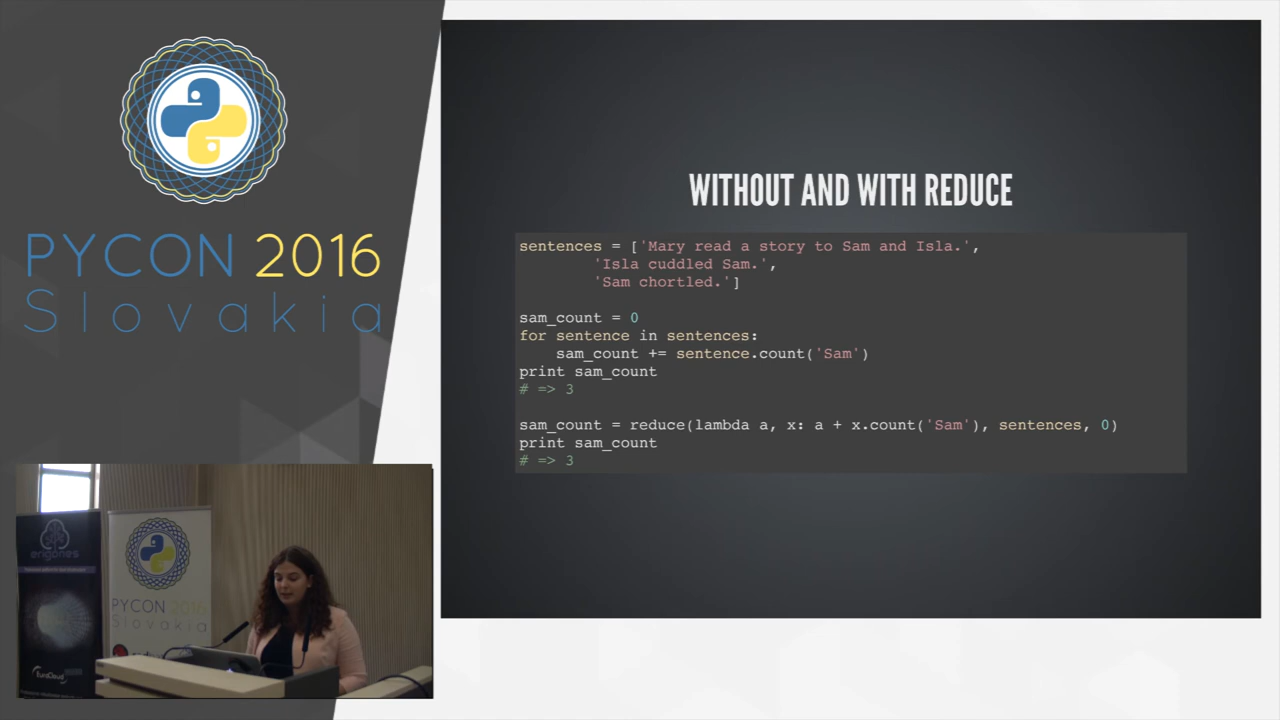 PYCON 2016
Slovakia
WITHOUT AND WITH REDUCE
sentences = ['Mary read a story to Sam and Isla.',
'Isla cuddled Sam.',
'Sam chortled.']
sam_count = 0
for sentence in sentences:
sam_count += sentence.count('Sam')
print sam_count
# => 3
sam_count = reduce(lambda a, x: a + x.count('Sam'), sentences, 0)
print sam_count
# => 3
erigones
EuroCloud
PYCON 2016
Slovakia